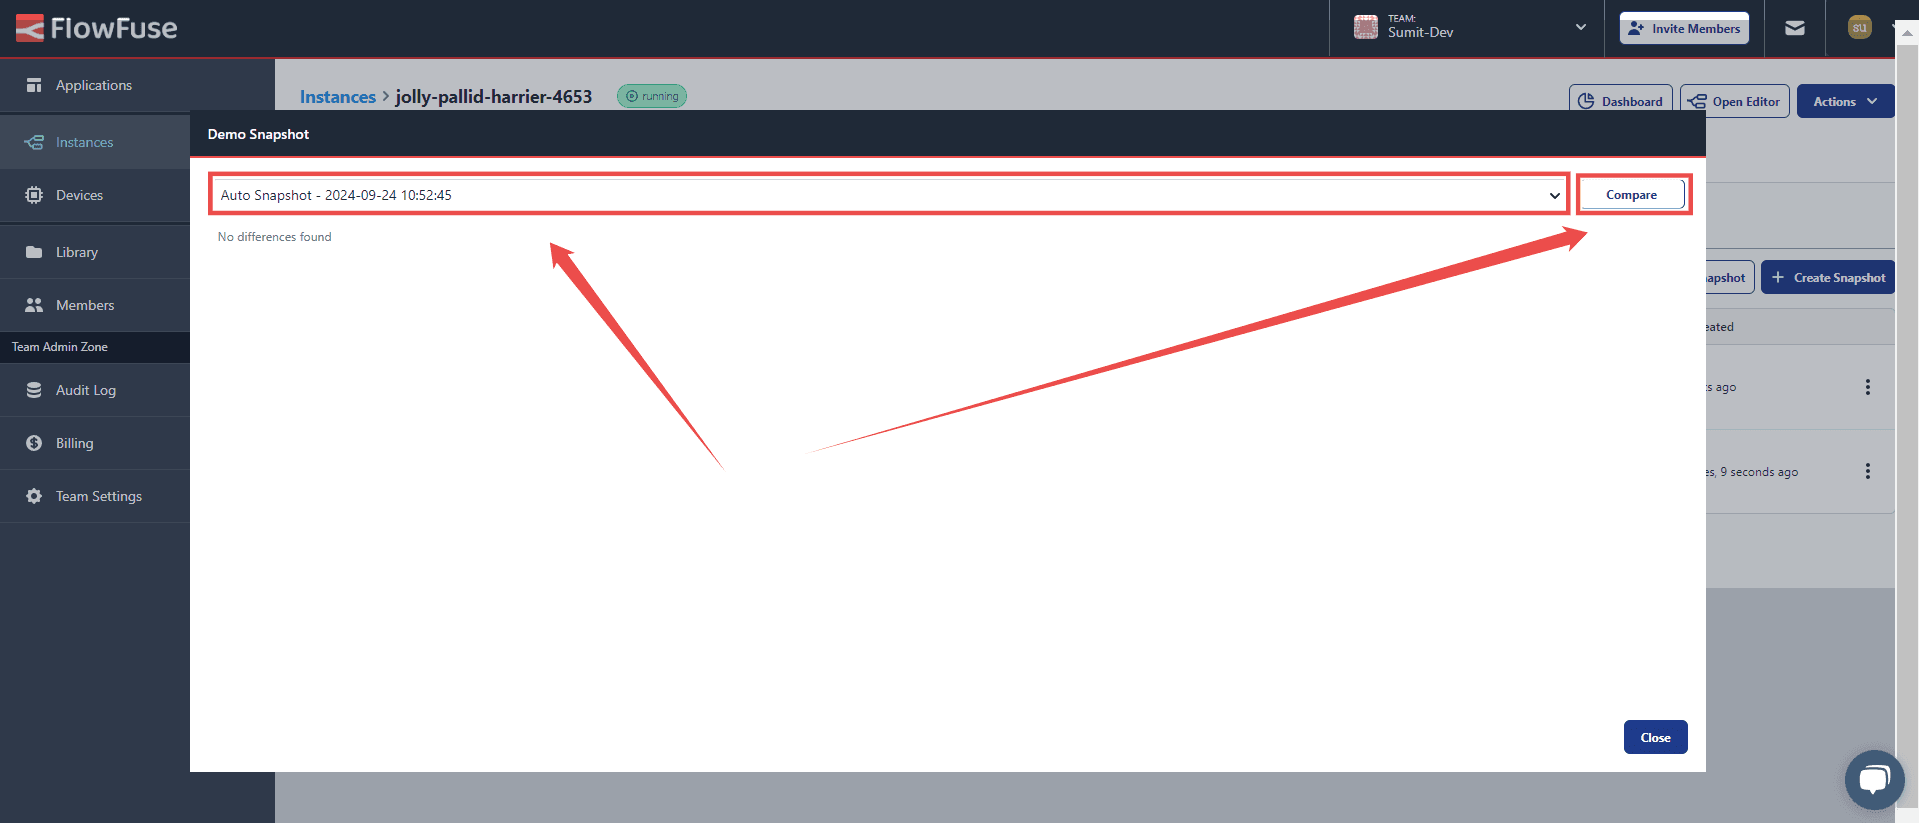 FlowFuse
TEAM:
Sumit-Dev
Invite Members
su
Applications
Instances
Devices
Library
Members
Team Admin Zone
Audit Log
Billing
Team Settings
Instances > jolly-pallid-harrier-4653
running
Dashboard
Open Editor
Actions
Demo Snapshot
Auto Snapshot - 2024-09-24 10:52:45
Compare
No differences found
apshot
+ Create Snapshot
eated
s ago
es, 9 seconds ago
Close